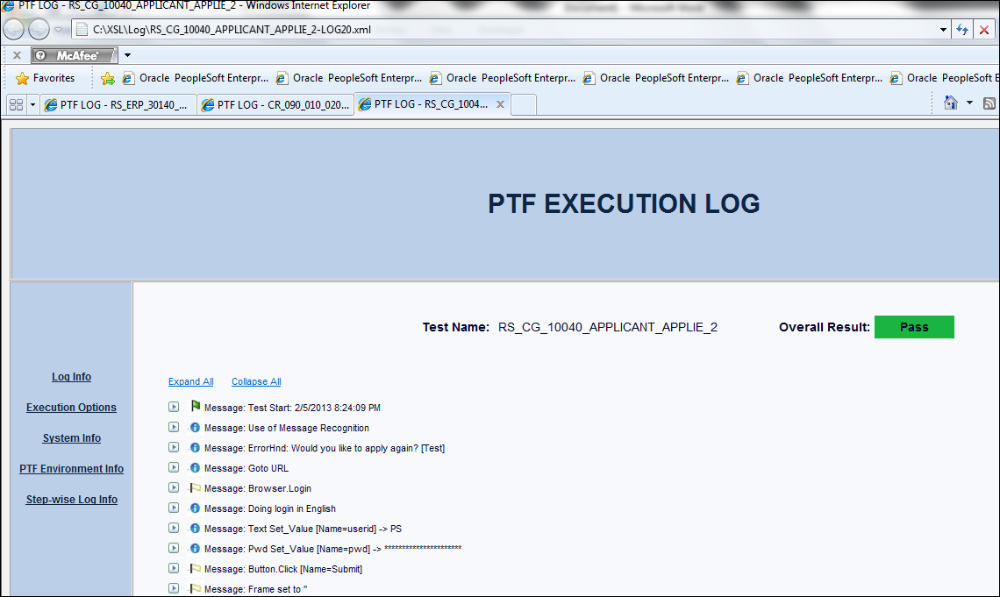 PTF LOG - RS_CG_10040_APPLICANT_APPLIE_2 - Windows Internet Explorer
C:\XSL\Log\RS_CG_10040_APPLICANT_APPLIE_2-LOG20.xml
McAfee
Favorites Oracle PeopleSoft Enterpr... Oracle PeopleSoft Enterpr... Oracle PeopleSoft Enterpr... Oracle PeopleSoft Enterpr... Oracle PeopleSoft Enterpr... Oracle PeopleSoft E
PTF LOG - RS_ERP_30140_... PTF LOG - CR_090_010_020... PTF LOG - RS_CG_1004...
PTF EXECUTION LOG
Test Name: RS_CG_10040_APPLICANT_APPLIE_2 Overall Result: Pass
Log Info
Execution Options
System Info
PTF Environment Info
Step-wise Log Info
Expand All Collapse All
Message: Test Start: 2/5/2013 8:24:09 PM
Message: Use of Message Recognition
Message: ErrorHnd: Would you like to apply again? [Test]
Message: Goto URL
Message: Browser.Login
Message: Doing login in English
Message: Text Set_Value [Name=userid] -> PS
Message: Pwd Set_Value [Name=pwd] -> **********************
Message: Button.Click [Name=Submit]
Message: Frame set to ''